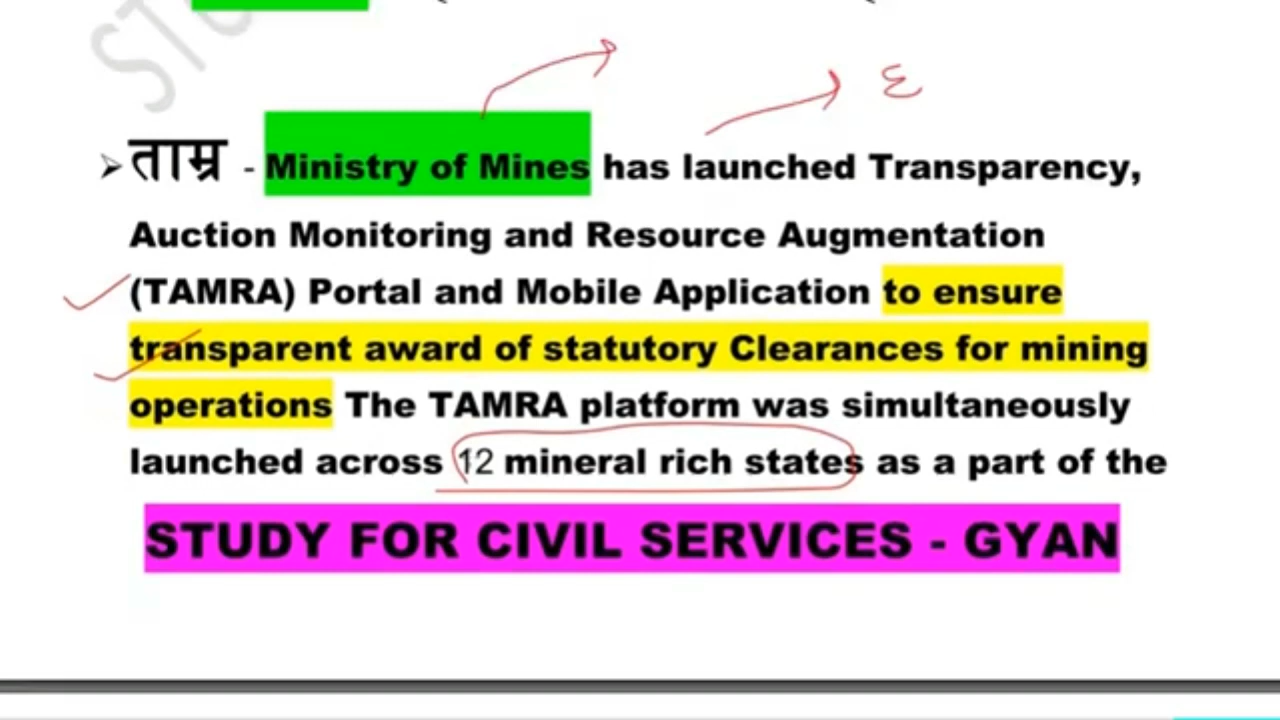 STU
➢ ताम्र - Ministry of Mines has launched Transparency,
Auction Monitoring and Resource Augmentation
(TAMRA) Portal and Mobile Application to ensure
transparent award of statutory Clearances for mining
operations The TAMRA platform was simultaneously
launched across 12 mineral rich states as a part of the
STUDY FOR CIVIL SERVICES - GYAN